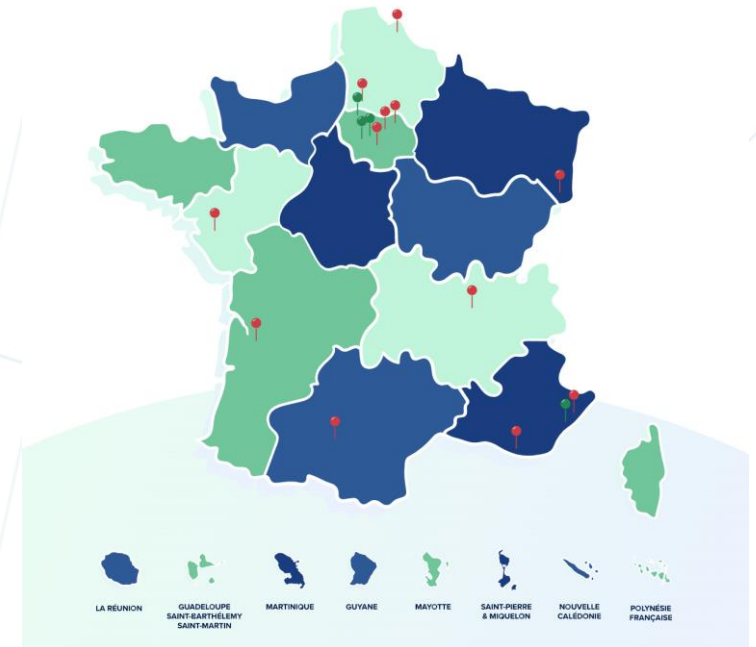 LA RÉUNION
GUADELOUPE
SAINT-BARTHÉLEMY
SAINT-MARTIN
MARTINIQUE
GUYANE
MAYOTTE
SAINT-PIERRE
& MIQUELON
NOUVELLE
CALÉDONIE
POLYNÉSIE
FRANÇAISE